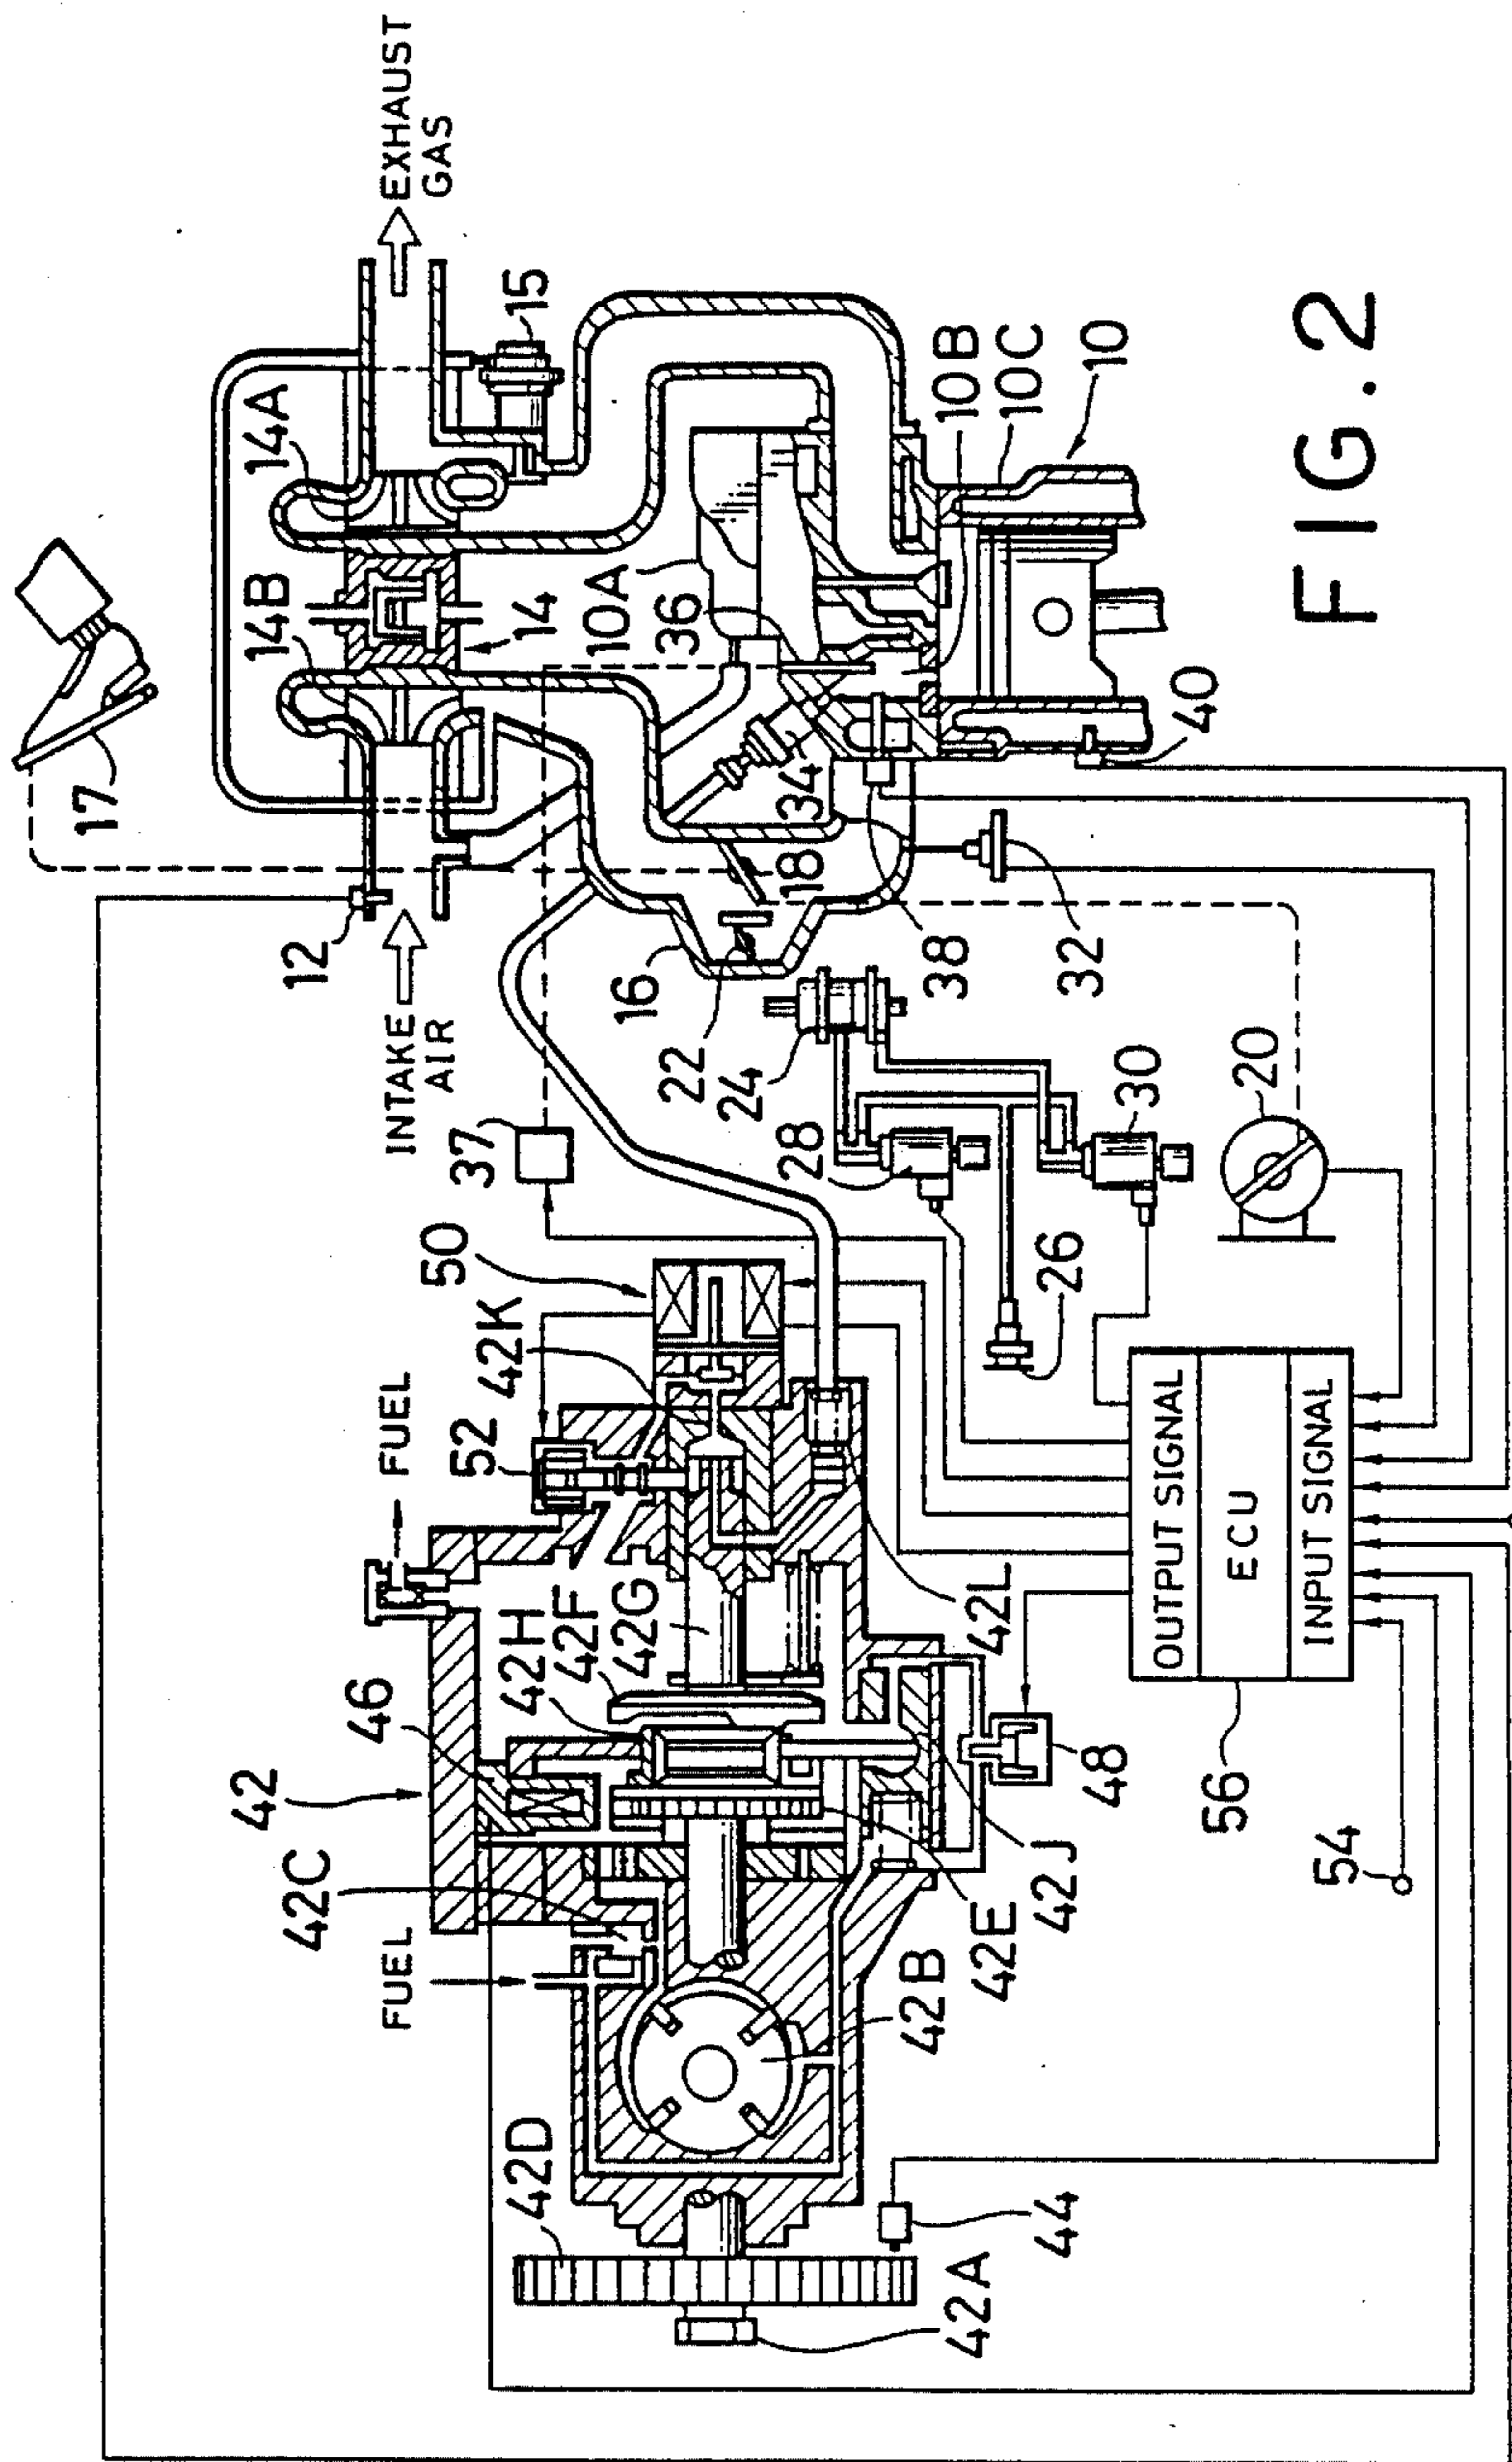 17
EXHAUST
GAS
14A
14B
14
15
12
INTAKE
AIR
10A
36
10B
10C
10
34
18
16
22
24
38
32
40
37
28
30
20
26
50
42K
52
FUEL
42H
42F
42G
42L
46
42
42C
FUEL
42D
42A
42B
42E
42J
44
48
54
56
OUTPUT SIGNAL
ECU
INPUT SIGNAL
FIG. 2